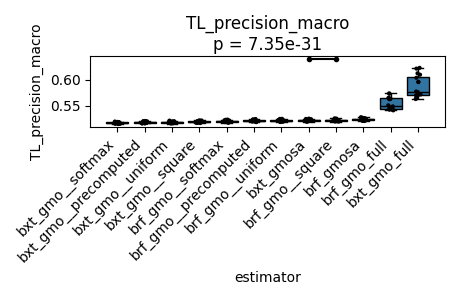 TL_precision_macro
p = 7.35e-31
TL_precision_macro
0.60
0.55
bxt_gmo__softmax
bxt_gmo__precomputed
bxt_gmo__uniform
bxt_gmo__square
brf_gmo__softmax
brf_gmo__precomputed
brf_gmo__uniform
bxt_gmosa
brf_gmo__square
brf_gmosa
brf_gmo_full
bxt_gmo_full
estimator